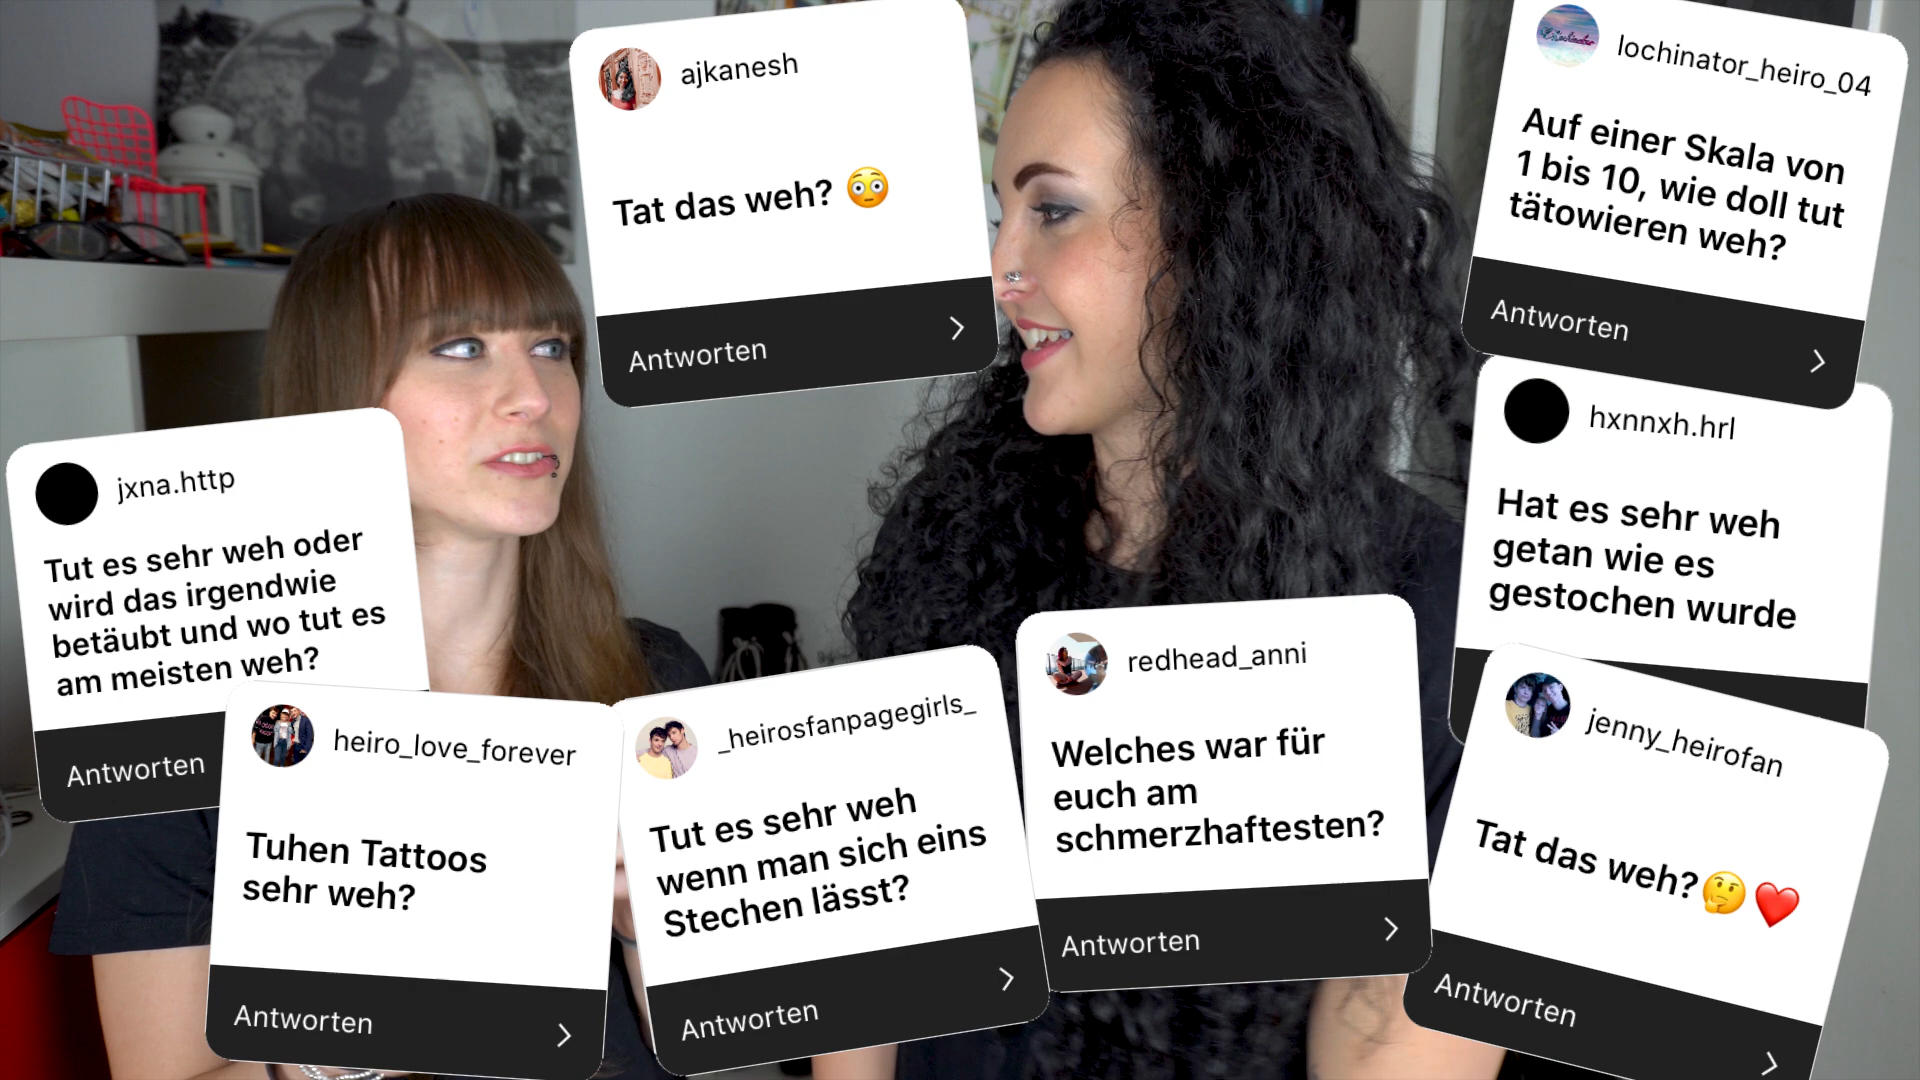 ajkanesh
Tat das weh? 😳
Antworten
lochinator_heiro_04
Auf einer Skala von
1 bis 10, wie doll tut
tätowieren weh?
Antworten
hxnnxh.hrl
Hat es sehr weh
getan wie es
gestochen wurde
jxna.http
Tut es sehr weh oder
wird das irgendwie
betäubt und wo tut es
am meisten weh?
Antworten
heiro_love_forever
Tuhen Tattoos
sehr weh?
Antworten
_heirosfanpagegirls_
Tut es sehr weh
wenn man sich eins
Stechen lässt?
Antworten
redhead_anni
Welches war für
euch am
schmerzhaftesten?
Antworten
jenny_heirofan
Tat das weh?🤔❤️
Antworten